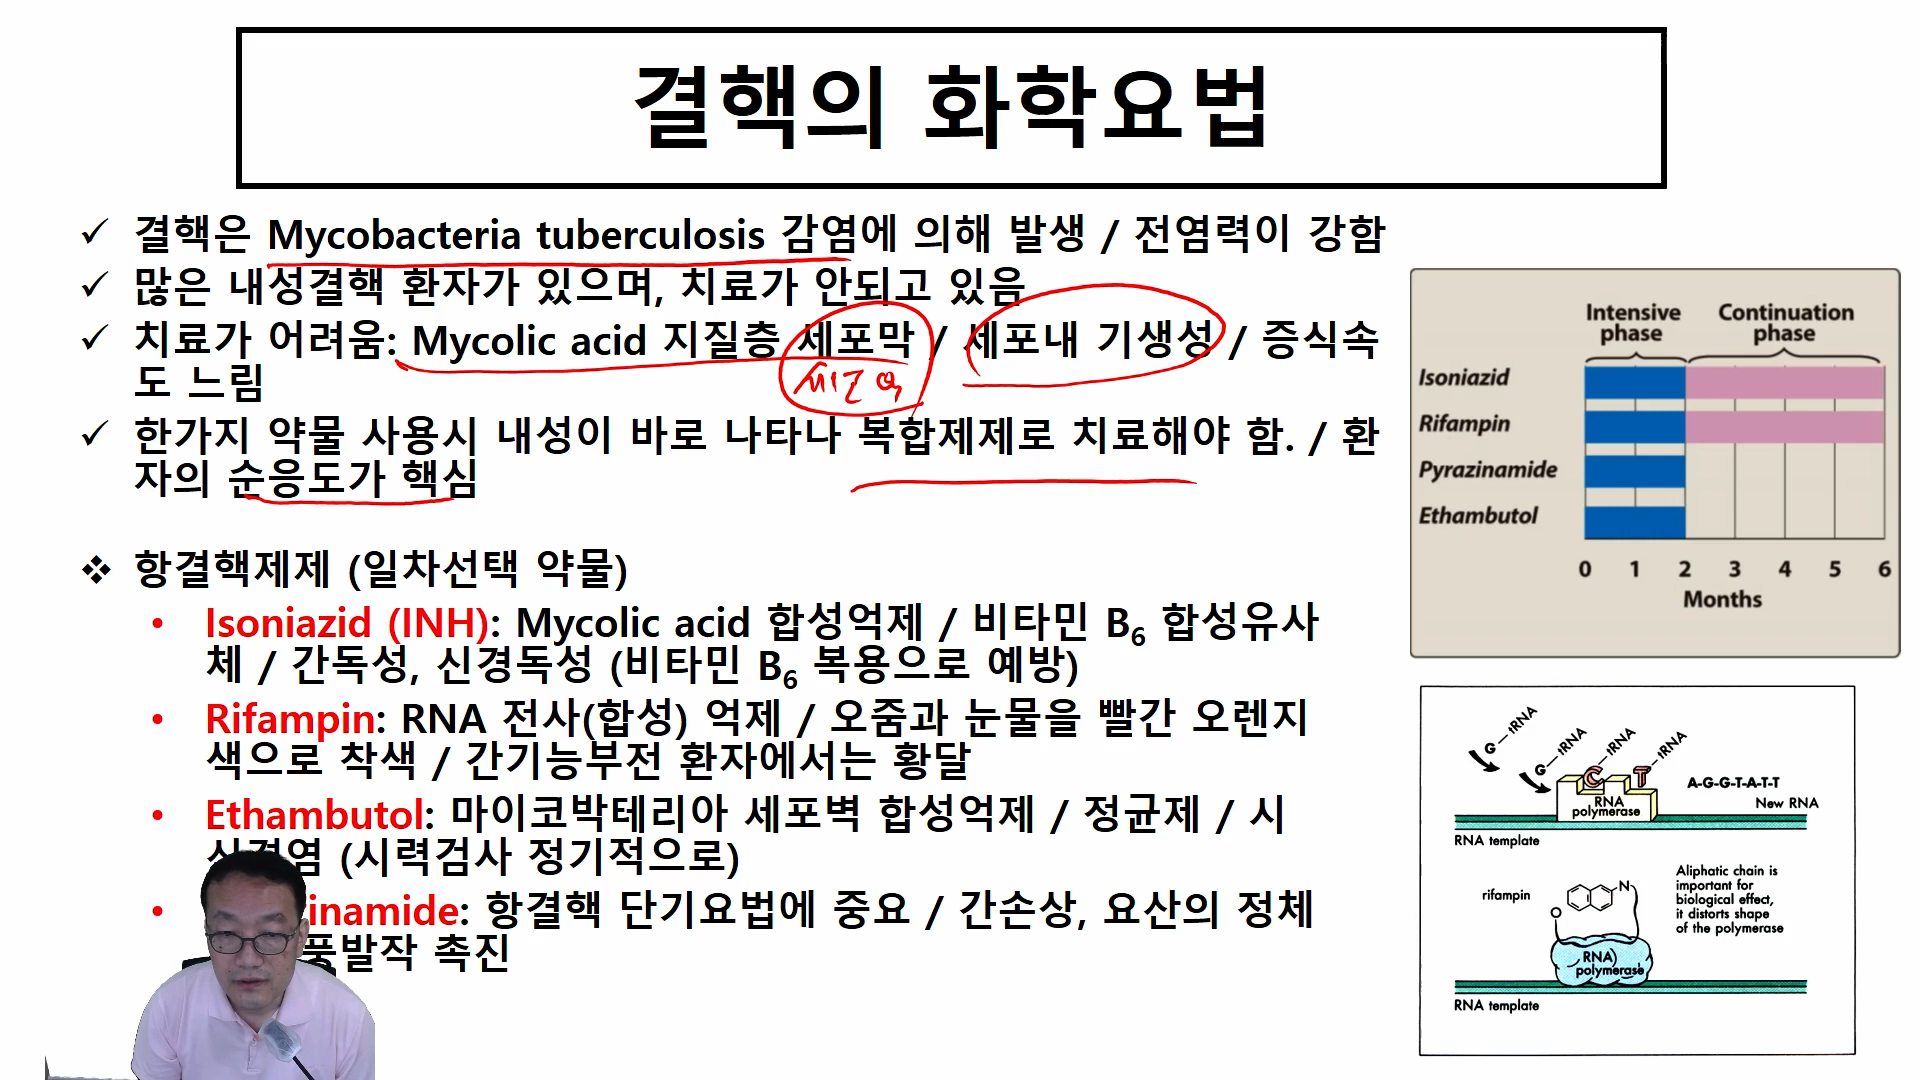 결핵의 화학요법
✓ 결핵은 Mycobacteria tuberculosis 감염에 의해 발생 / 전염력이 강함
✓ 많은 내성결핵 환자가 있으며, 치료가 안되고 있음
✓ 치료가 어려움: Mycolic acid 지질층 세포막 / 세포내 기생성 / 증식속
도 느림
✓ 한가지 약물 사용시 내성이 바로 나타나 복합제제로 치료해야 함. / 환
자의 순응도가 핵심
❖ 항결핵제제 (일차선택 약물)
• Isoniazid (INH): Mycolic acid 합성억제 / 비타민 B6 합성유사
체 / 간독성, 신경독성 (비타민 B6 복용으로 예방)
• Rifampin: RNA 전사(합성) 억제 / 오줌과 눈물을 빨간 오렌지
색으로 착색 / 간기능부전 환자에서는 황달
• Ethambutol: 마이코박테리아 세포벽 합성억제 / 정균제 / 시
(시력검사 정기적으로)
• inamide: 항결핵 단기요법에 중요 / 간손상, 요산의 정체
풍발작 촉진
Intensive phase
Continuation phase
Isoniazid
Rifampin
Pyrazinamide
Ethambutol
0 1 2 3 4 5 6
Months
G tRNA
G tRNA
C tRNA
T tRNA
RNA
polymerase
A-G-G-T-A-T-T
New RNA
RNA template
rifampin
N
O
RNA
polymerase
Aliphatic chain is
important for
biological effect,
it distorts shape
of the polymerase
RNA template